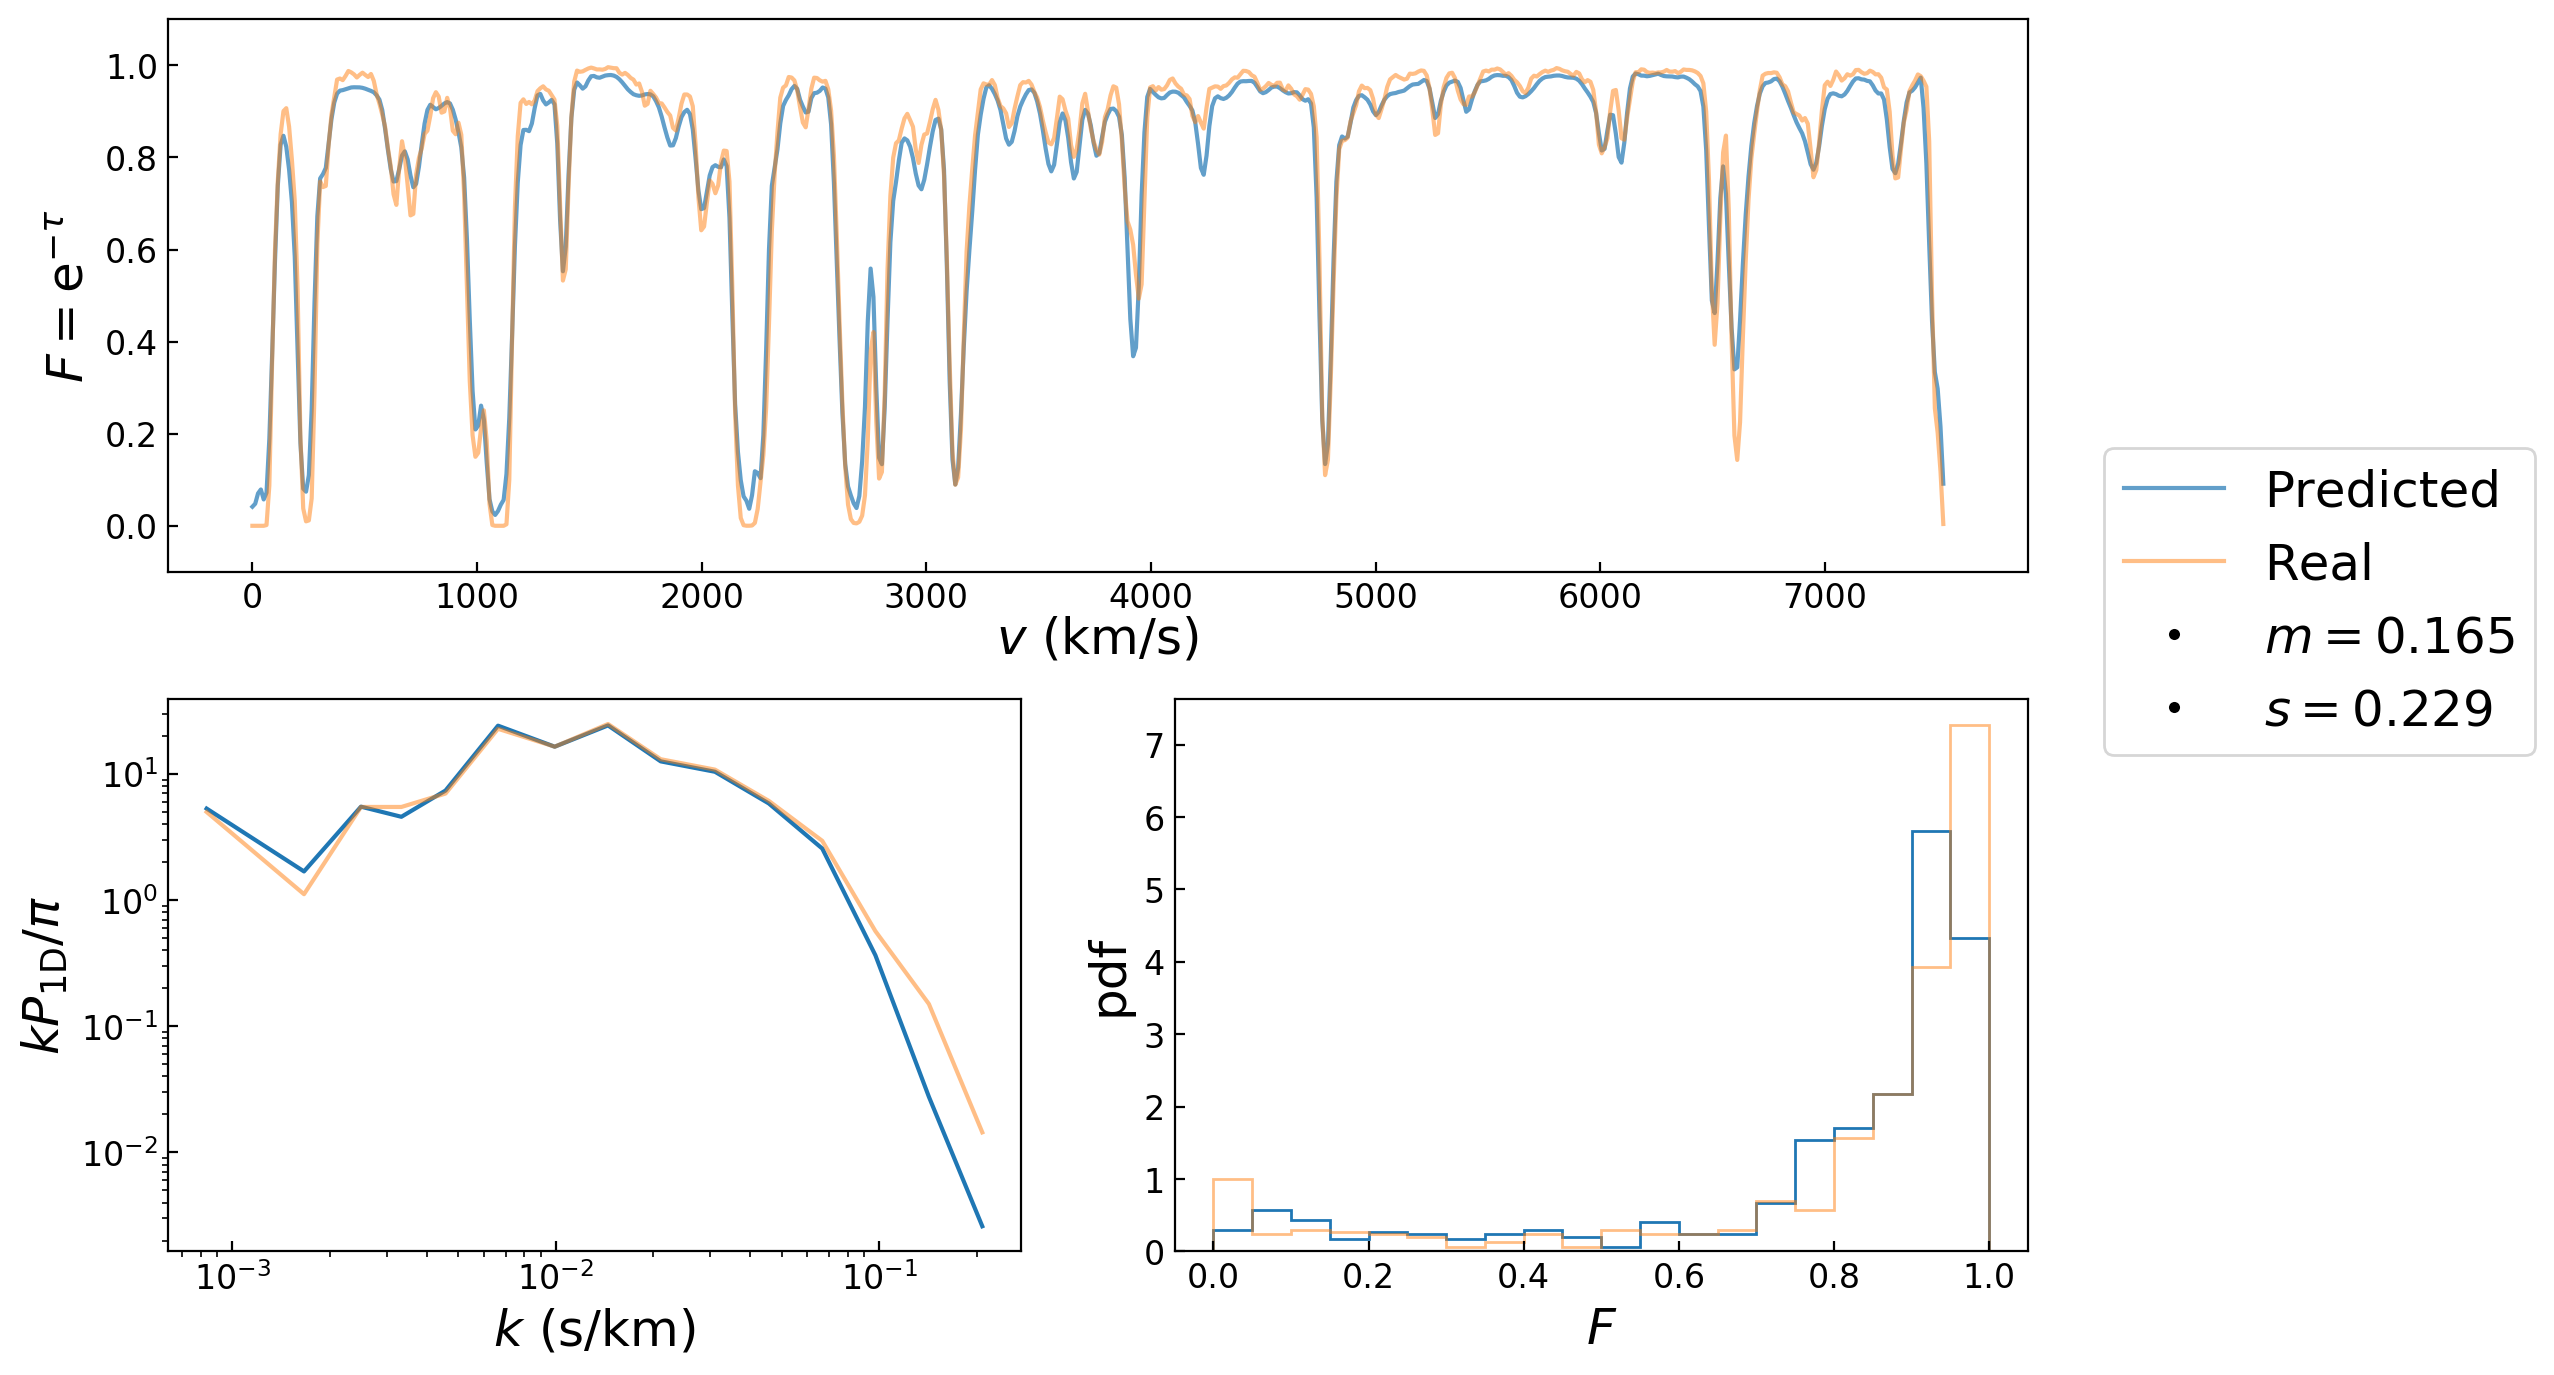 F = e^{−τ}
1.0
0.8
0.6
0.4
0.2
0.0
0 1000 2000 3000 4000 5000 6000 7000
v (km/s)
Predicted
Real
m = 0.165
s = 0.229
kP_{1D}/π
10^{1}
10^{0}
10^{−1}
10^{−2}
10^{−3} 10^{−2} 10^{−1}
k (s/km)
pdf
7
6
5
4
3
2
1
0
0.0 0.2 0.4 0.6 0.8 1.0
F